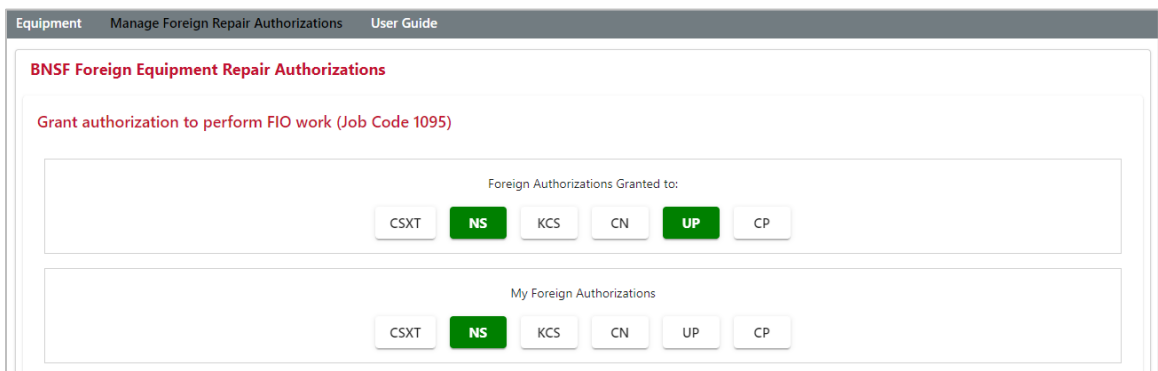 Equipment Manage Foreign Repair Authorizations User Guide
BNSF Foreign Equipment Repair Authorizations
Grant authorization to perform FIO work (Job Code 1095)
Foreign Authorizations Granted to:
CSXT NS KCS CN UP CP
My Foreign Authorizations
CSXT NS KCS CN UP CP